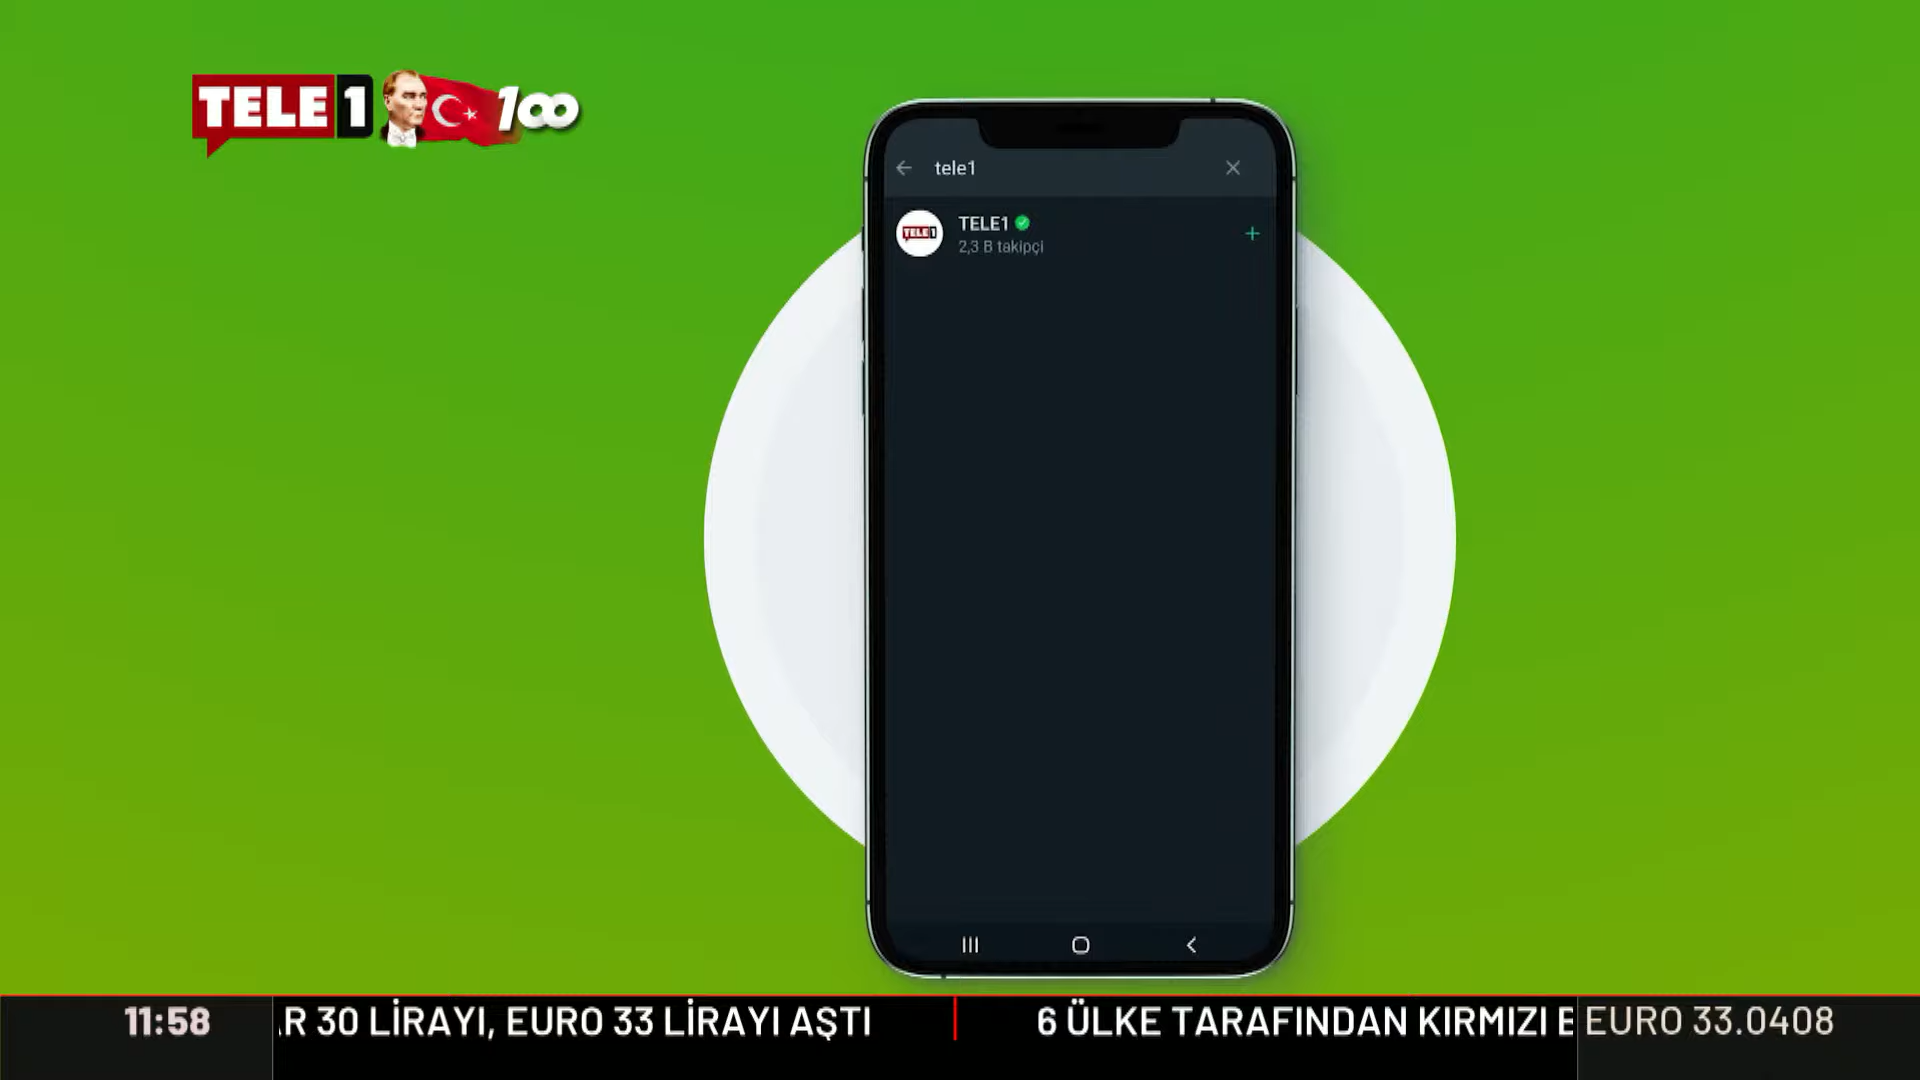 TELE1 100
tele1
TELE1
TELE1
2,3 B takipçi
11:58
R 30 LİRAYI, EURO 33 LİRAYI AŞTI
6 ÜLKE TARAFINDAN KIRMIZI
EURO 33.0408